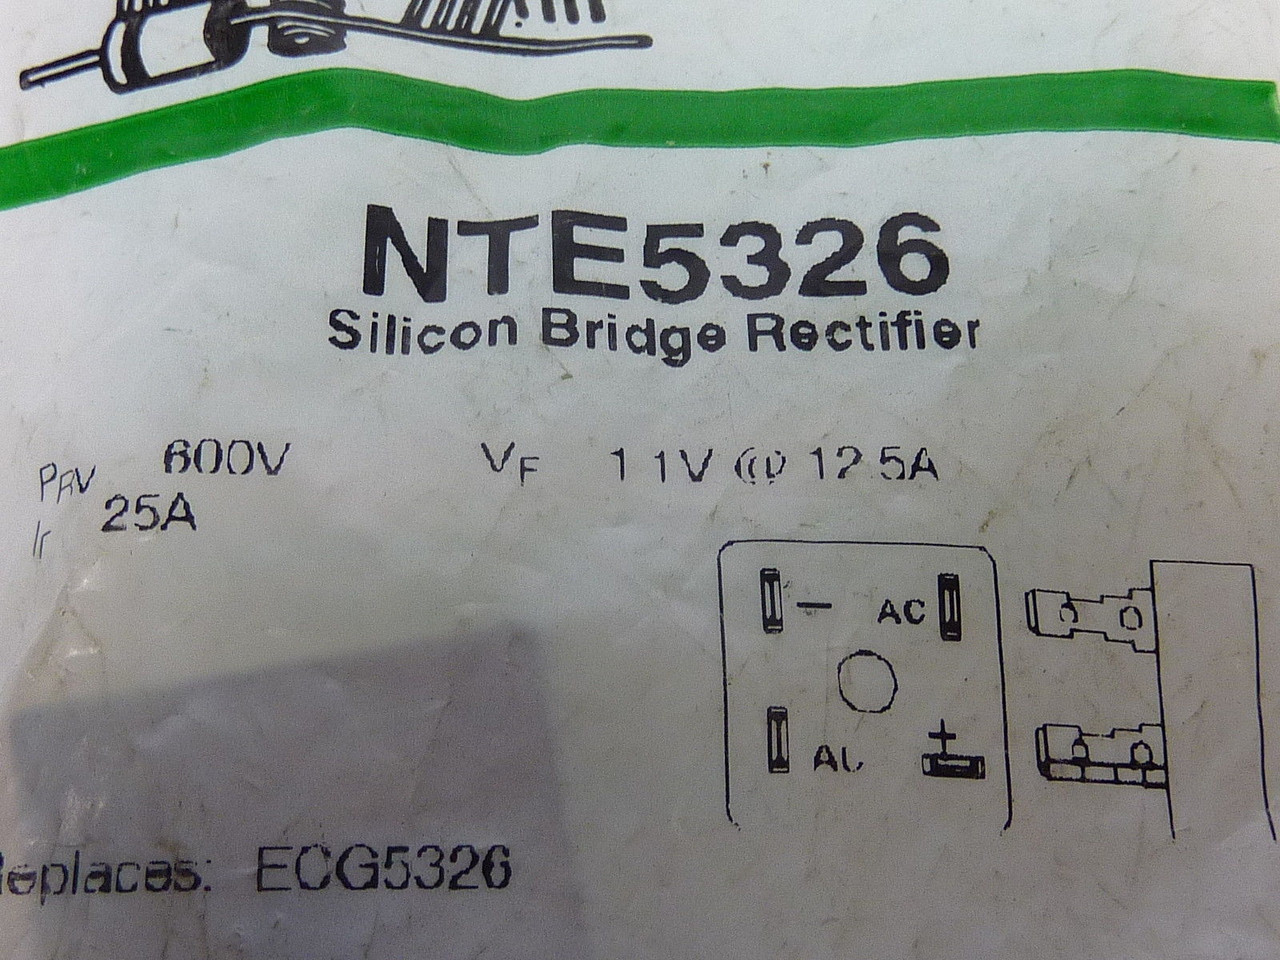 NTE5326
Silicon Bridge Rectifier
PRV 600V VF 1 1V @ 12 5A
Ir 25A
- AC
AC +
Replaces: ECG5326